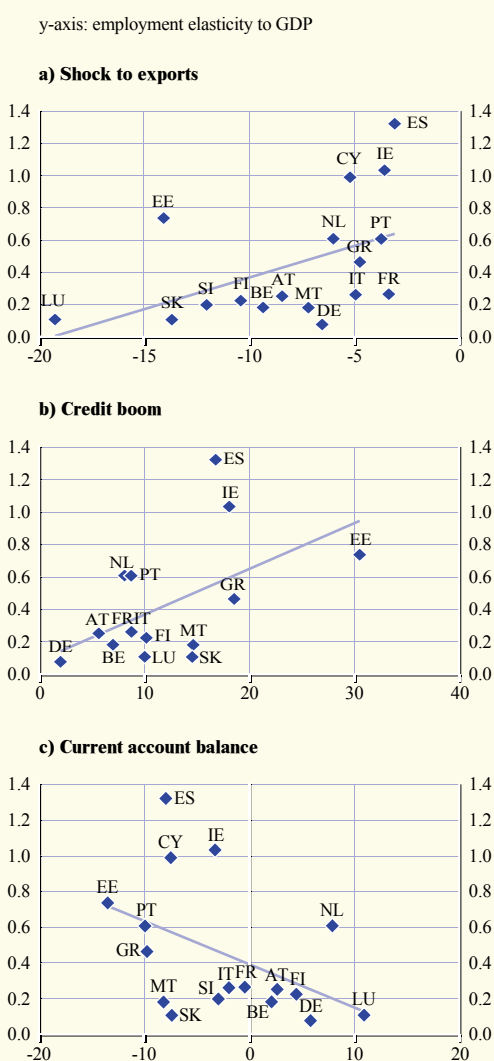 y-axis: employment elasticity to GDP
a) Shock to exports
1.4 1.4
ES
1.2 1.2
CY IE
1.0 1.0
EE
0.8 0.8
NL PT
0.6 0.6
GR
0.4 0.4
LU SK SI FI BE AT MT DE IT FR
0.2 0.2
0.0 0.0
-20 -15 -10 -5 0
b) Credit boom
1.4 1.4
ES
1.2 1.2
IE
1.0 1.0
EE
0.8 0.8
NL PT
0.6 0.6
GR
0.4 0.4
DE AT FR IT FI MT
0.2 0.2
BE LU SK
0.0 0.0
0 10 20 30 40
c) Current account balance
1.4 1.4
ES
1.2 1.2
CY IE
1.0 1.0
EE
0.8 0.8
PT NL
0.6 0.6
GR
0.4 0.4
MT SI IT FR AT FI LU
0.2 0.2
SK BE DE
0.0 0.0
-20 -10 0 10 20